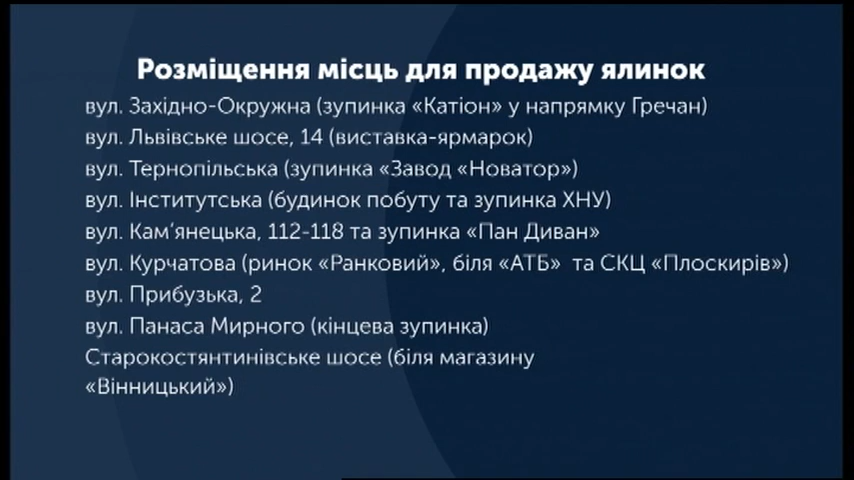 Розміщення місць для продажу ялинок
вул. Західно-Окружна (зупинка «Катіон» у напрямку Гречан)
вул. Львівське шосе, 14 (виставка-ярмарок)
вул. Тернопільська (зупинка «Завод «Новатор»)
вул. Інститутська (будинок побуту та зупинка ХНУ)
вул. Кам’янецька, 112-118 та зупинка «Пан Диван»
вул. Курчатова (ринок «Ранковий», біля «АТБ» та СКЦ «Плоскирів»)
вул. Прибузька, 2
вул. Панаса Мирного (кінцева зупинка)
Старокостянтинівське шосе (біля магазину
«Вінницький»)